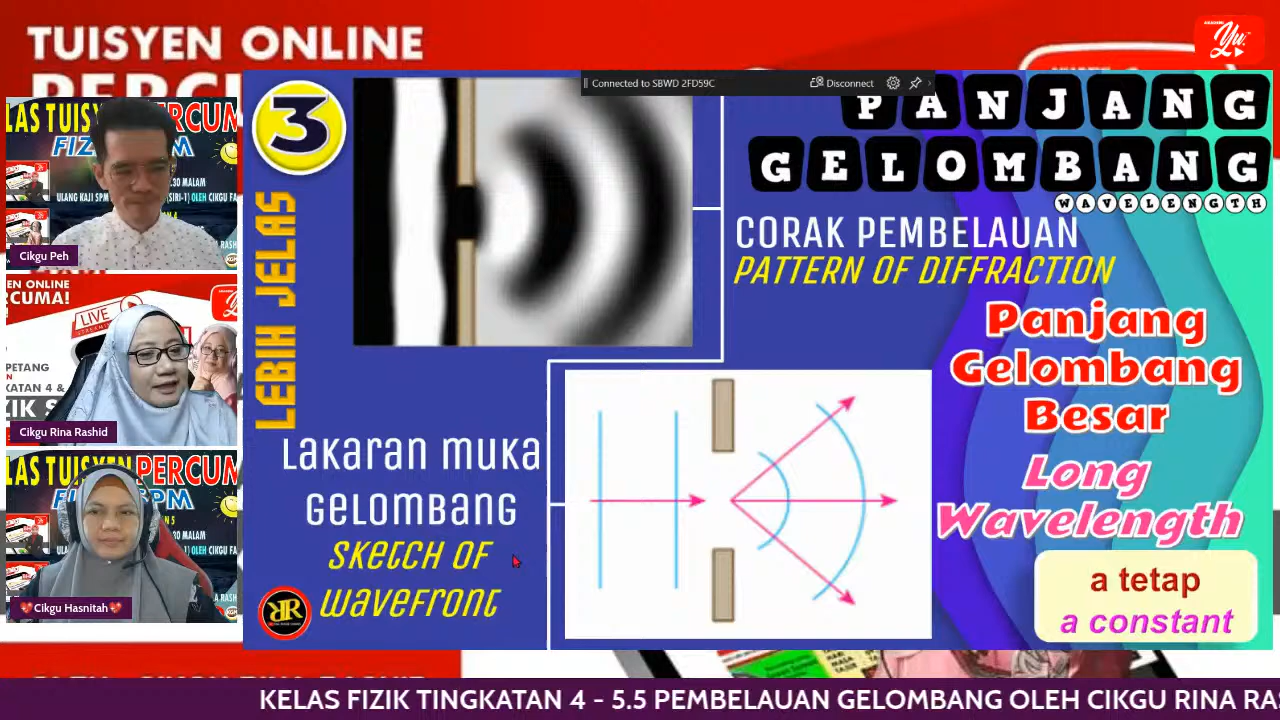 TUISYEN ONLINE
Connected to SBWD 2FD59C
Disconnect
3
LEBIH JELAS
PANJANG
GELOMBANG
WAVELENGTH
CORAK PEMBELAUAN
PATTERN OF DIFFRACTION
Panjang
Gelombang
Besar
Long
Wavelength
a tetap
a constant
Lakaran muka
gelombang
sketch of
wavefront
Cikgu Peh
Cikgu Rina Rashid
LIVE
Cikgu Hasnitah
KELAS FIZIK TINGKATAN 4 - 5.5 PEMBELAUAN GELOMBANG OLEH CIKGU RINA RAS